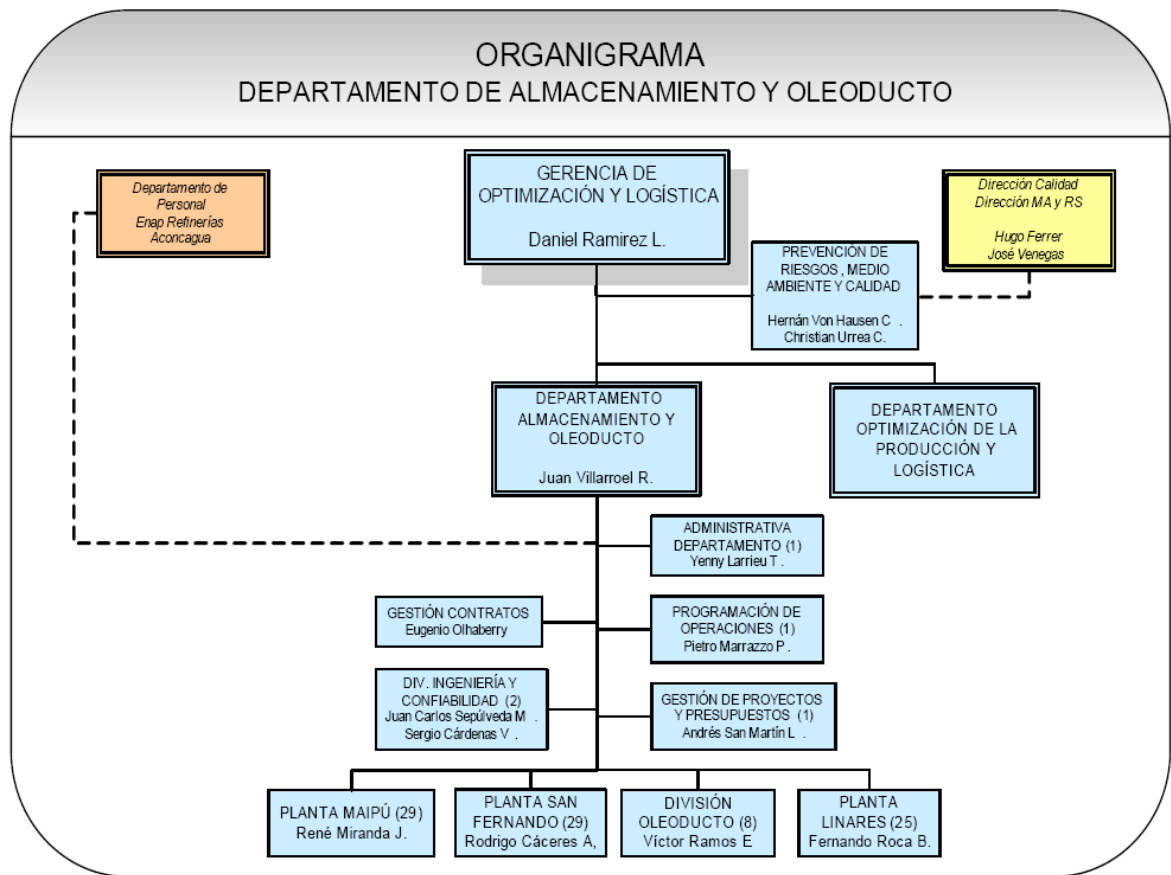 ORGANIGRAMA
DEPARTAMENTO DE ALMACENAMIENTO Y OLEODUCTO
Departamento de
Personal
Enap Refinerías
Aconcagua
GERENCIA DE
OPTIMIZACIÓN Y LOGÍSTICA
Daniel Ramirez L.
Dirección Calidad
Dirección MA y RS
Hugo Ferrer
José Venegas
PREVENCIÓN DE
RIESGOS , MEDIO
AMBIENTE Y CALIDAD
Hernán Von Hausen C .
Christian Urrea C.
DEPARTAMENTO
ALMACENAMIENTO Y
OLEODUCTO
Juan Villarroel R.
DEPARTAMENTO
OPTIMIZACIÓN DE LA
PRODUCCIÓN Y
LOGÍSTICA
ADMINISTRATIVA
DEPARTAMENTO (1)
Yenny Larrieu T .
GESTIÓN CONTRATOS
Eugenio Olhaberry
PROGRAMACIÓN DE
OPERACIONES (1)
Pietro Marrazzo P .
DIV. INGENIERÍA Y
CONFIABILIDAD (2)
Juan Carlos Sepúlveda M .
Sergio Cárdenas V .
GESTIÓN DE PROYECTOS
Y PRESUPUESTOS (1)
Andrés San Martín L .
PLANTA MAIPÚ (29)
René Miranda J.
PLANTA SAN
FERNANDO (29)
Rodrigo Cáceres A,
DIVISIÓN
OLEODUCTO (8)
Víctor Ramos E
PLANTA
LINARES (25)
Fernando Roca B.